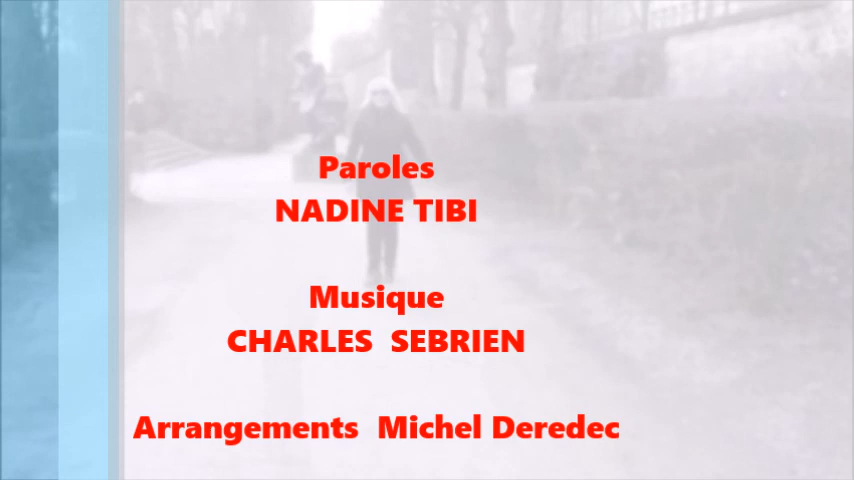 Paroles
NADINE TIBI
Musique
CHARLES SEBRIEN
Arrangements Michel Deredec